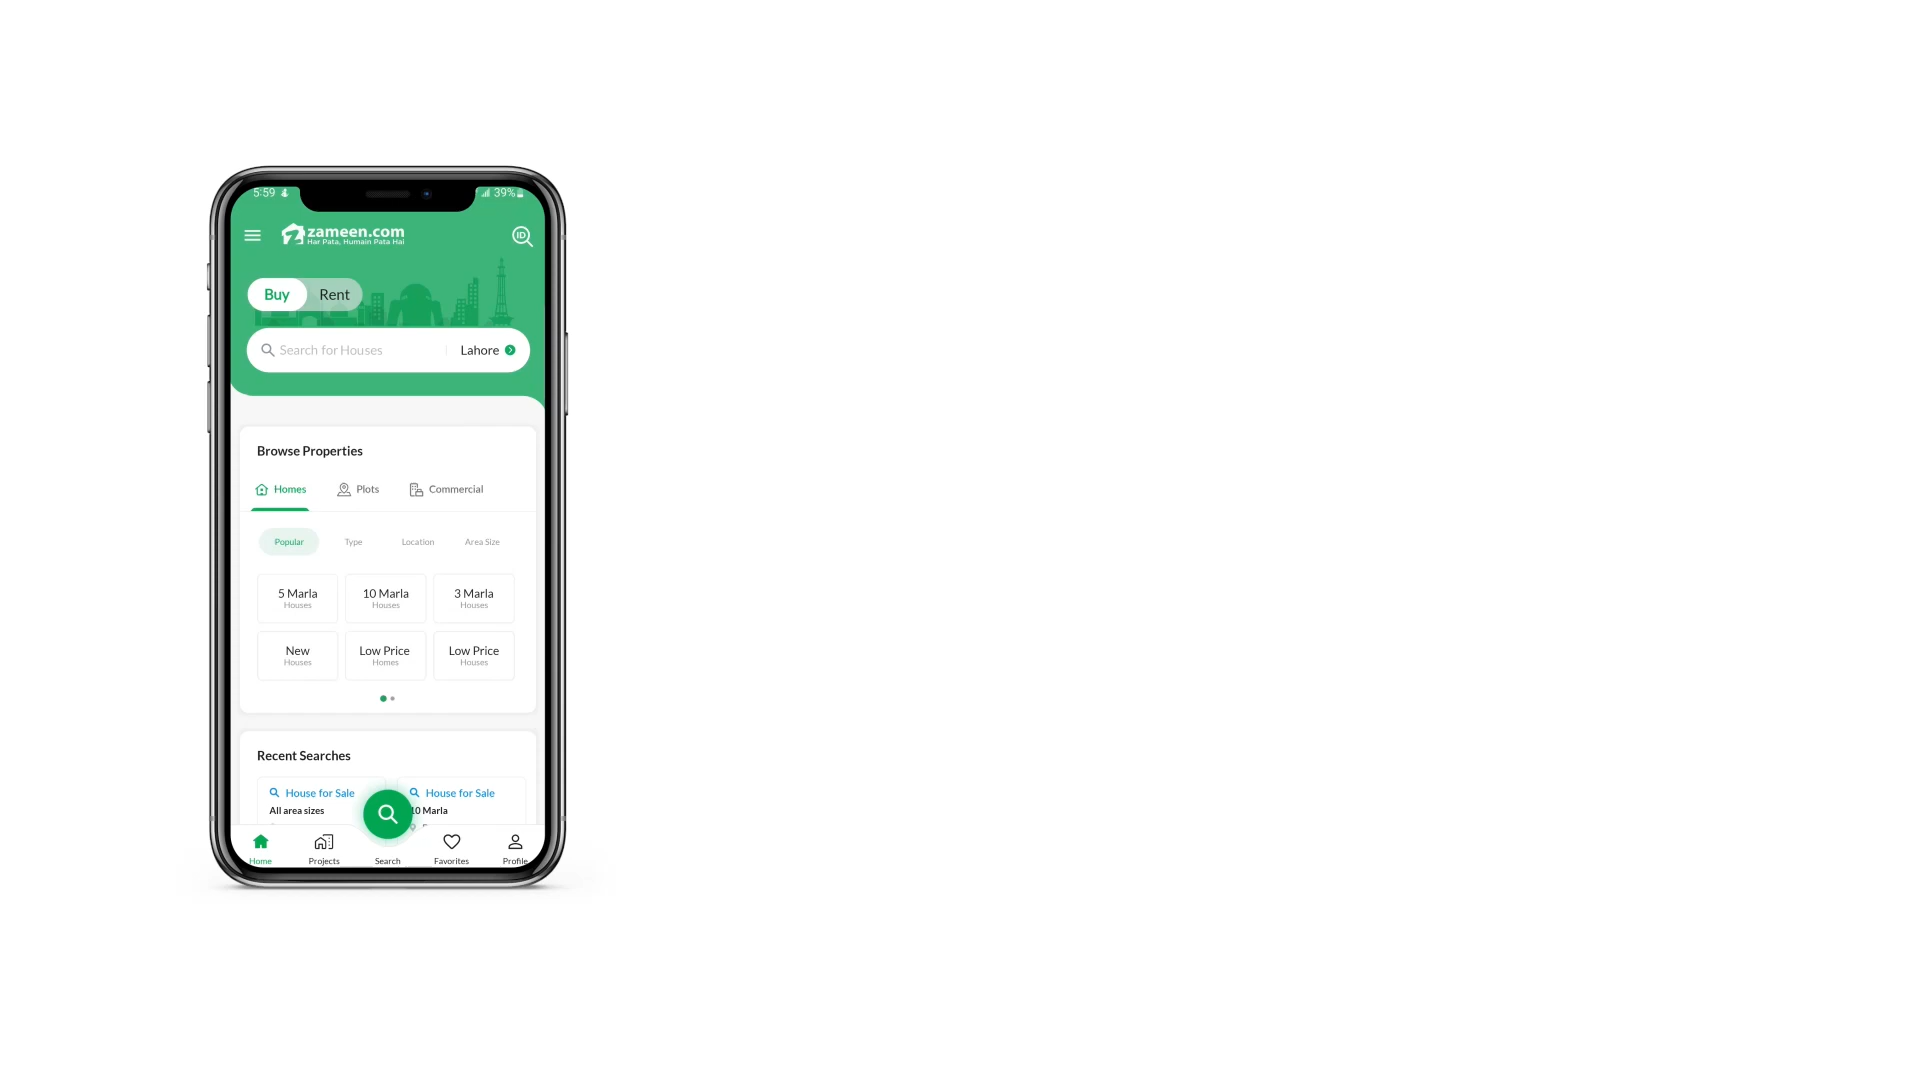 5:59 39%
zameen.com
Har Pata, Humain Pata Hai
ID
Buy Rent
Search for Houses Lahore
Browse Properties
Homes Plots Commercial
Popular Type Location Area Size
5 Marla 10 Marla 3 Marla
Houses Houses Houses
New Low Price Low Price
Houses Homes Houses
Recent Searches
House for Sale House for Sale
All area sizes 10 Marla
Home Projects Search Favorites Profile